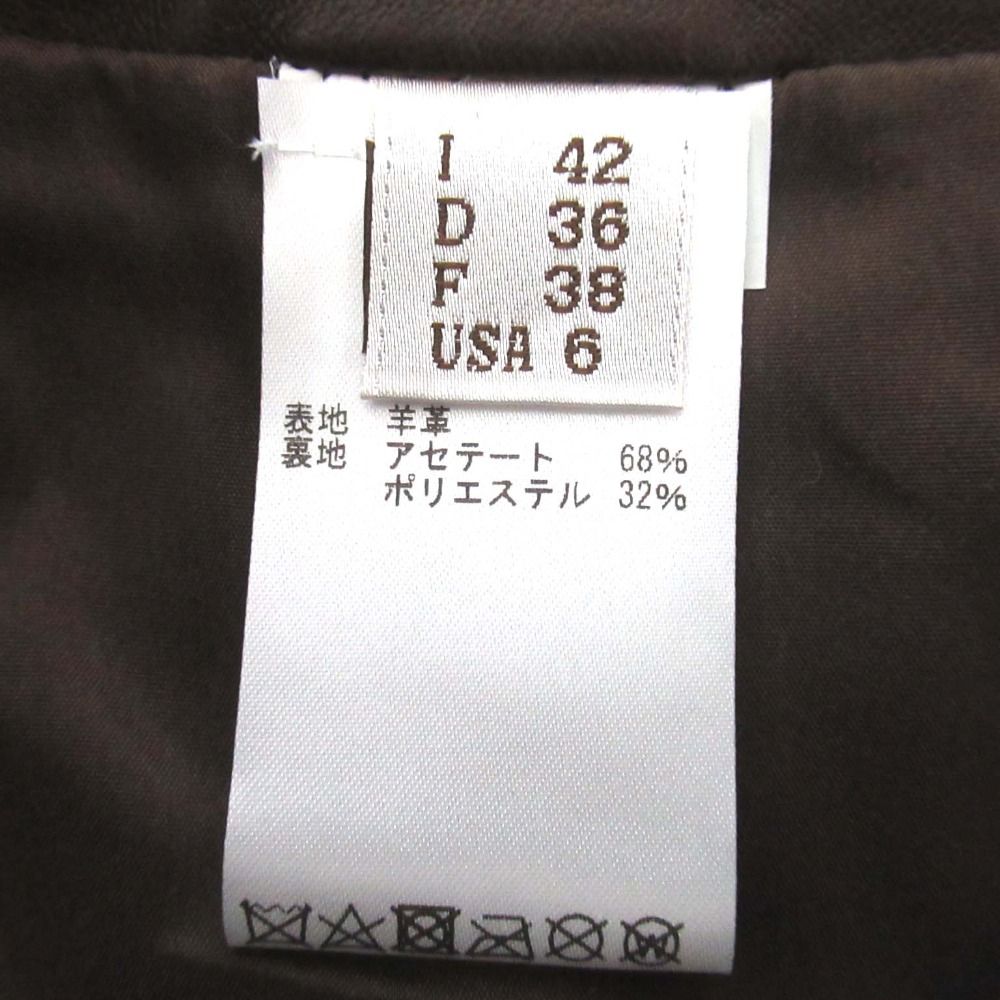 I 42
D 36
F 38
USA 6
表地 羊革
裏地 アセテート 68%
ポリエステル 32%
W